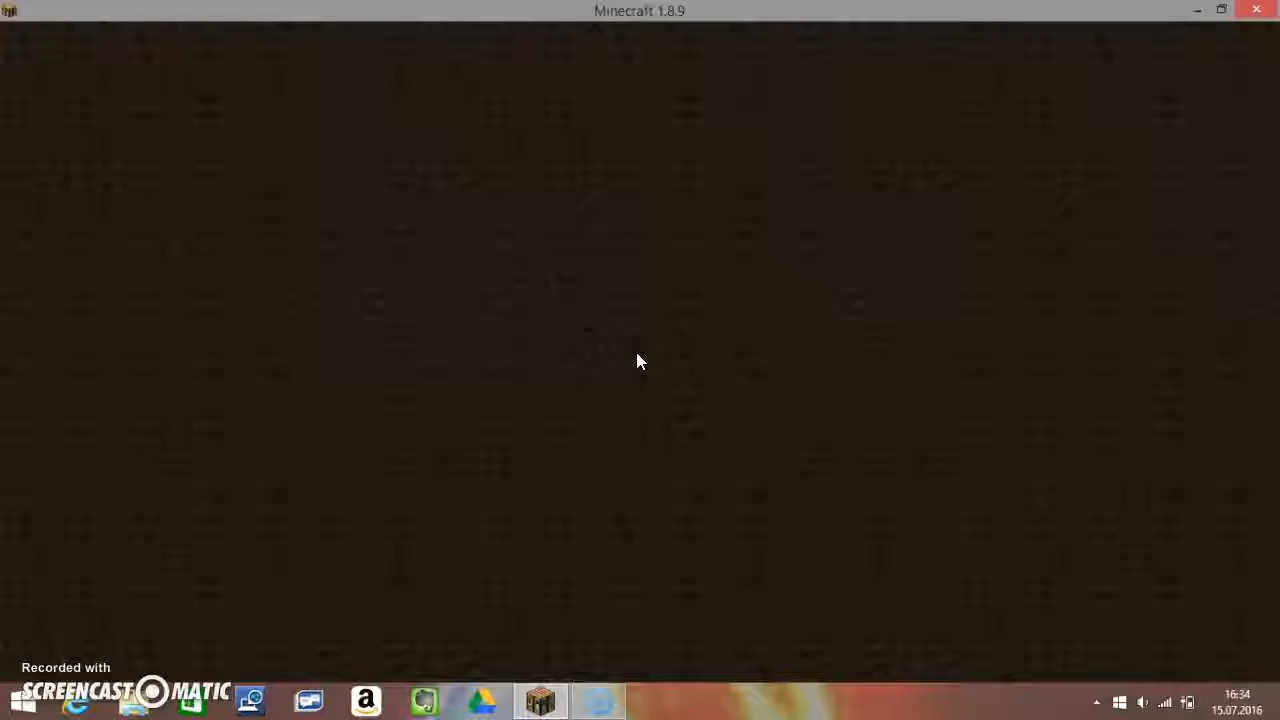 Minecraft 1.8.9
Recorded with
SCREENCAST MATIC
a
16:34
15.07.2016